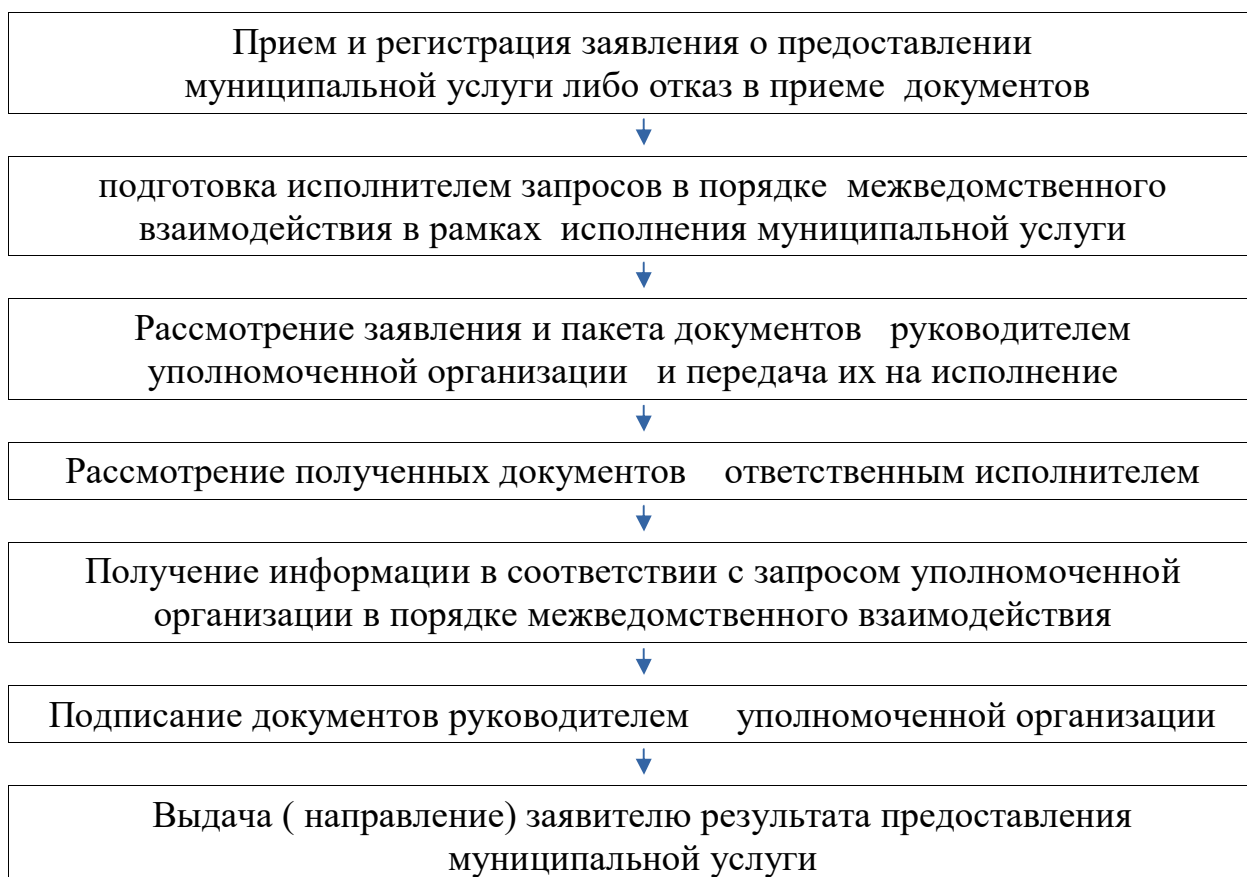 Прием и регистрация заявления о предоставлении
муниципальной услуги либо отказ в приеме документов
подготовка исполнителем запросов в порядке межведомственного
взаимодействия в рамках исполнения муниципальной услуги
Рассмотрение заявления и пакета документов руководителем
уполномоченной организации и передача их на исполнение
Рассмотрение полученных документов ответственным исполнителем
Получение информации в соответствии с запросом уполномоченной
организации в порядке межведомственного взаимодействия
Подписание документов руководителем уполномоченной организации
Выдача ( направление) заявителю результата предоставления
муниципальной услуги